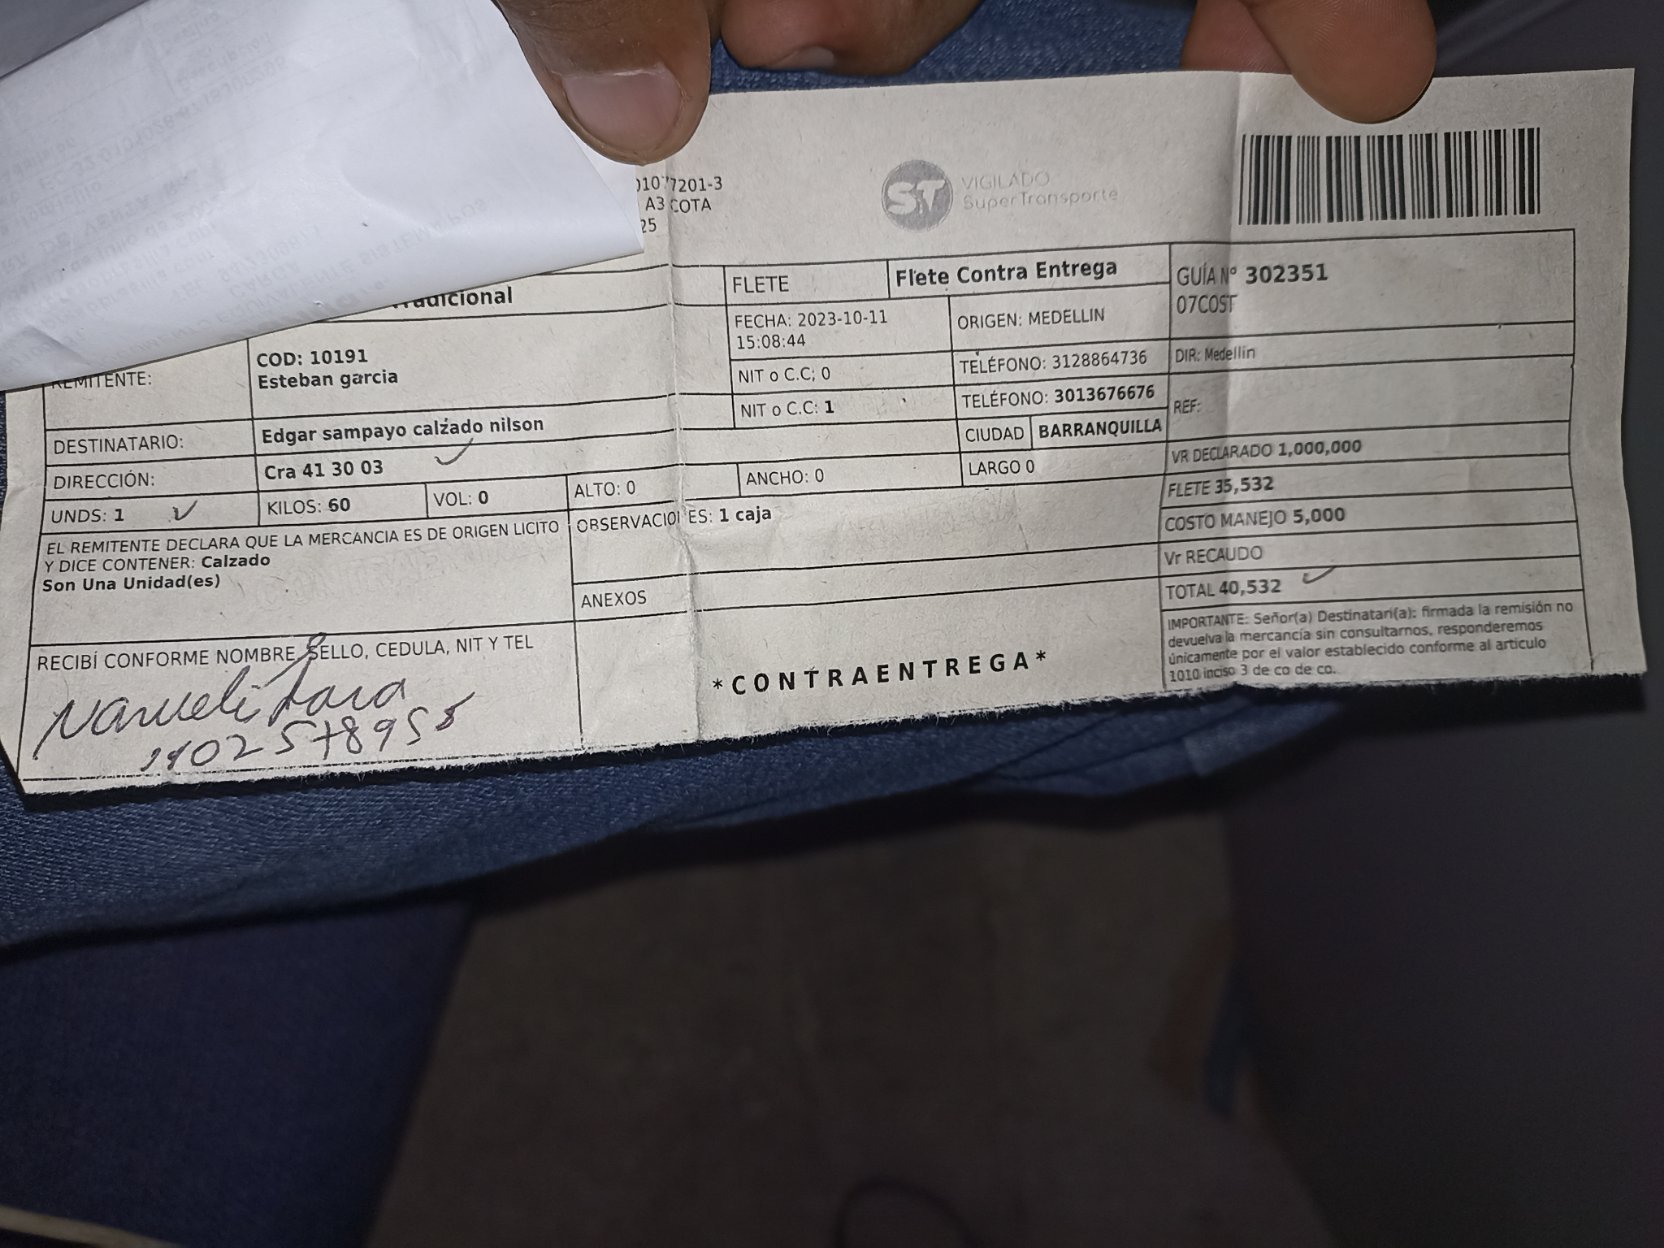 7201-3
A3 COTA
25
ST VIGILADO
SuperTransporte
Tradicional
FLETE
Flete Contra Entrega
GUÍA Nº 302351
07COST
FECHA: 2023-10-11
15:08:44
ORIGEN: MEDELLIN
DIR: Medellin
REMITENTE:
COD: 10191
Esteban garcia
NIT o C.C; 0
TELÉFONO: 3128864736
NIT o C.C: 1
TELÉFONO: 3013676676
REF:
DESTINATARIO:
Edgar sampayo calzado nilson
CIUDAD BARRANQUILLA
VR DECLARADO 1,000,000
DIRECCIÓN:
Cra 41 30 03
UNDS: 1
KILOS: 60
VOL: 0
ALTO: 0
ANCHO: 0
LARGO 0
FLETE 35,532
COSTO MANEJO 5,000
Vr RECAUDO
TOTAL 40,532
EL REMITENTE DECLARA QUE LA MERCANCIA ES DE ORIGEN LICITO
Y DICE CONTENER: Calzado
Son Una Unidad(es)
OBSERVACIONES: 1 caja
ANEXOS
IMPORTANTE: Señor(a) Destinatari(a): firmada la remisión no
devuelva la mercancía sin consultarnos, responderemos
únicamente por el valor establecido conforme al articulo
1010 inciso 3 de co de co.
RECIBÍ CONFORME NOMBRE, SELLO, CEDULA, NIT Y TEL
*CONTRAENTREGA*